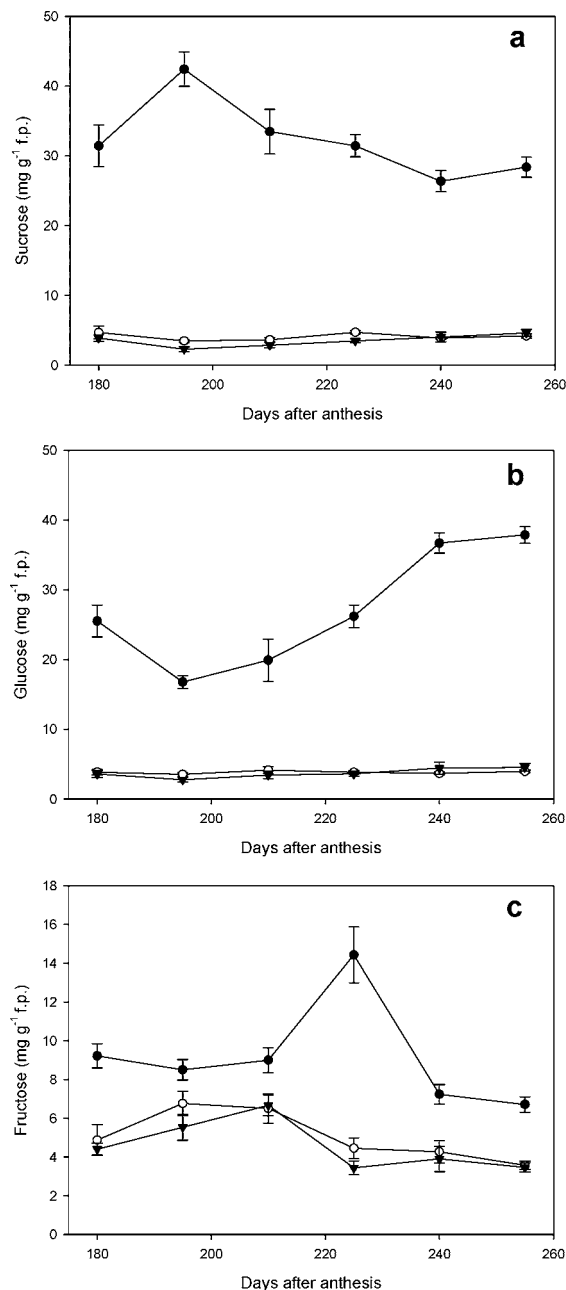 a
50
40
30
20
10
0
Sucrose (mg g-1 f.p.)
180 200 220 240 260
Days after anthesis
b
50
40
30
20
10
0
Glucose (mg g-1 f.p.)
180 200 220 240 260
Days after anthesis
c
18
16
14
12
10
8
6
4
2
0
Fructose (mg g-1 f.p.)
180 200 220 240 260
Days after anthesis